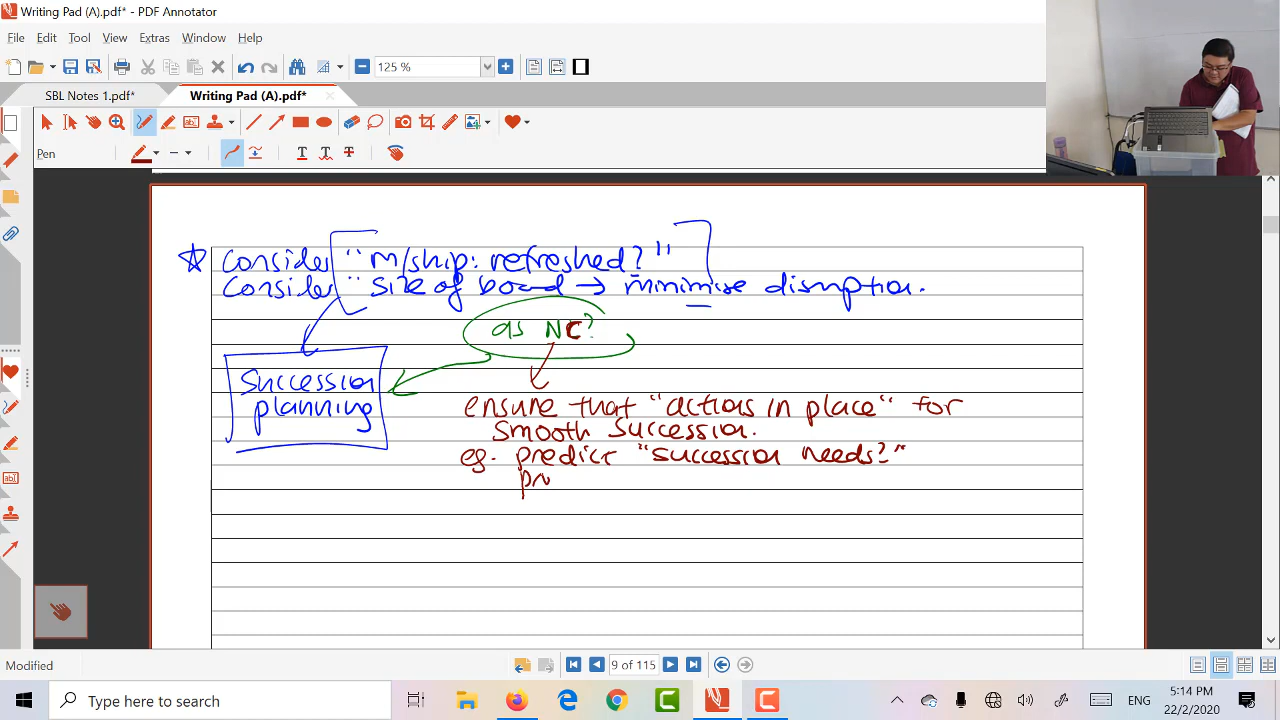 Writing Pad (A).pdf* - PDF Annotator
File Edit Tool View Extras Window Help
125 %
SBL Notes 1.pdf* Writing Pad (A).pdf*
Pen
T T T
☆ Consider "m/ship: refreshed?"
Consider "size of board → minimise disruption.
as NC?
Succession
planning
ensure that "actions in place" for
smooth succession.
eg. predict "succession needs?"
pr
Modified
9 of 115
Type here to search
ENG
5:14 PM
22/2/2020